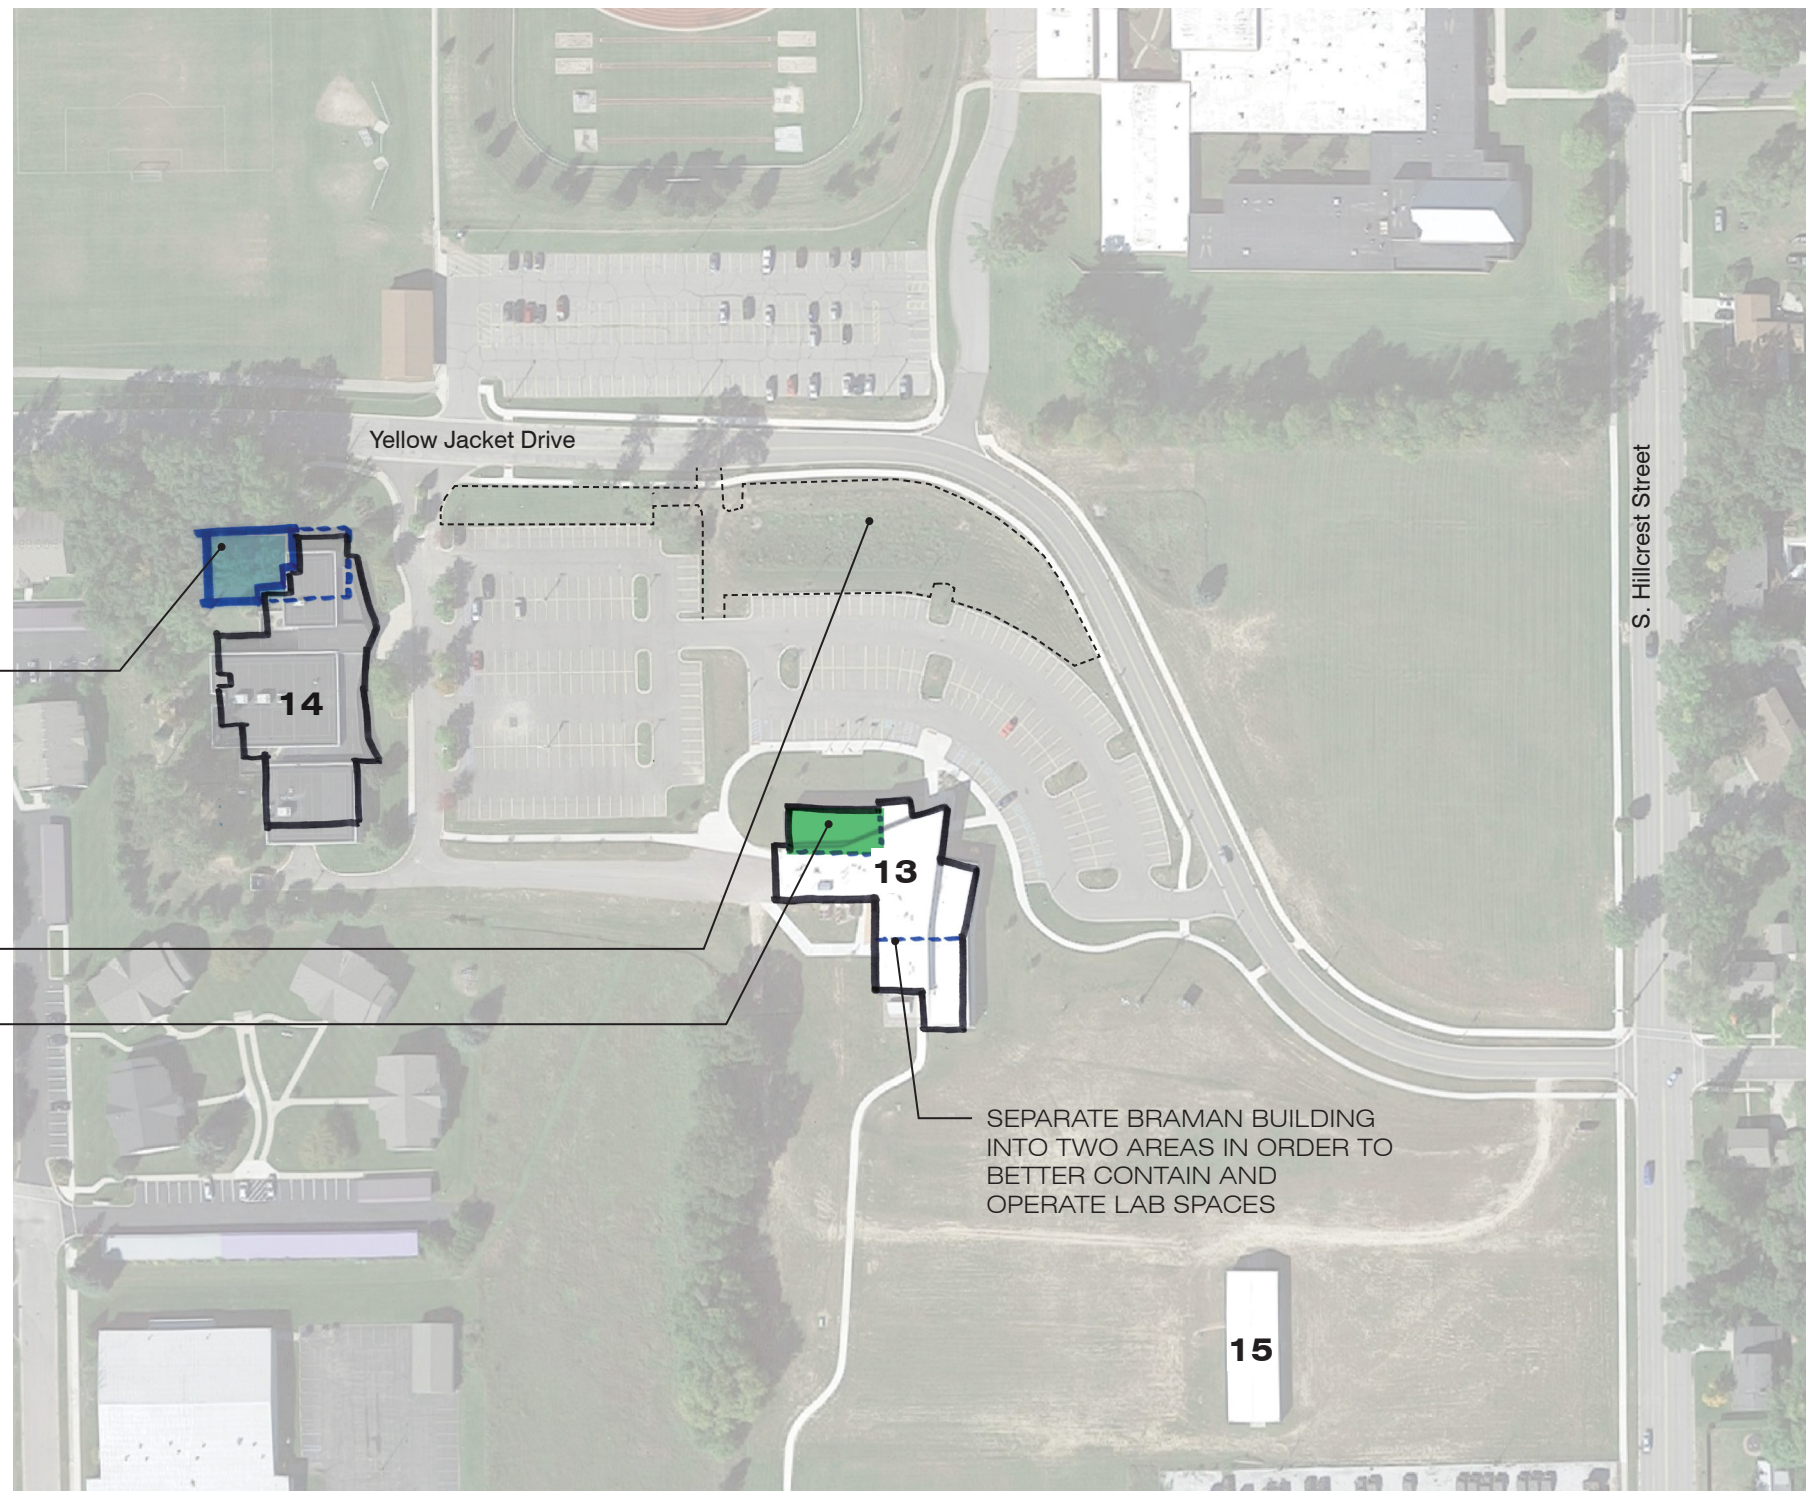 Yellow Jacket Drive
S. Hillcrest Street
14
13
SEPARATE BRAMAN BUILDING
INTO TWO AREAS IN ORDER TO
BETTER CONTAIN AND
OPERATE LAB SPACES
15